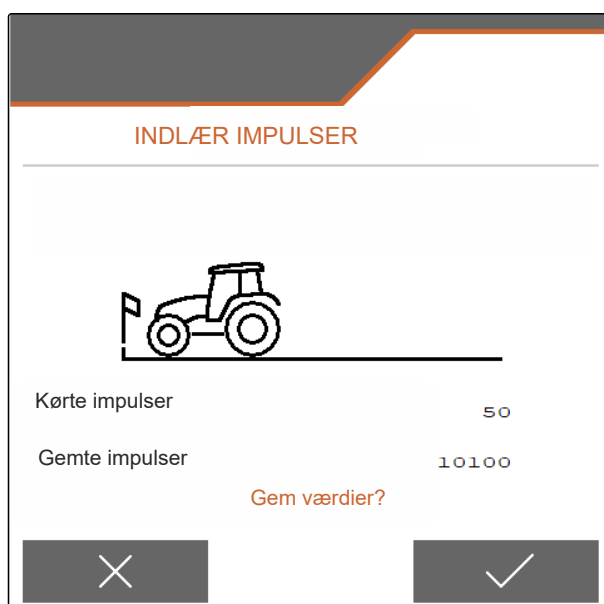 INDLÆR IMPULSER
Kørte impulser 50
Gemte impulser 10100
Gem værdier?